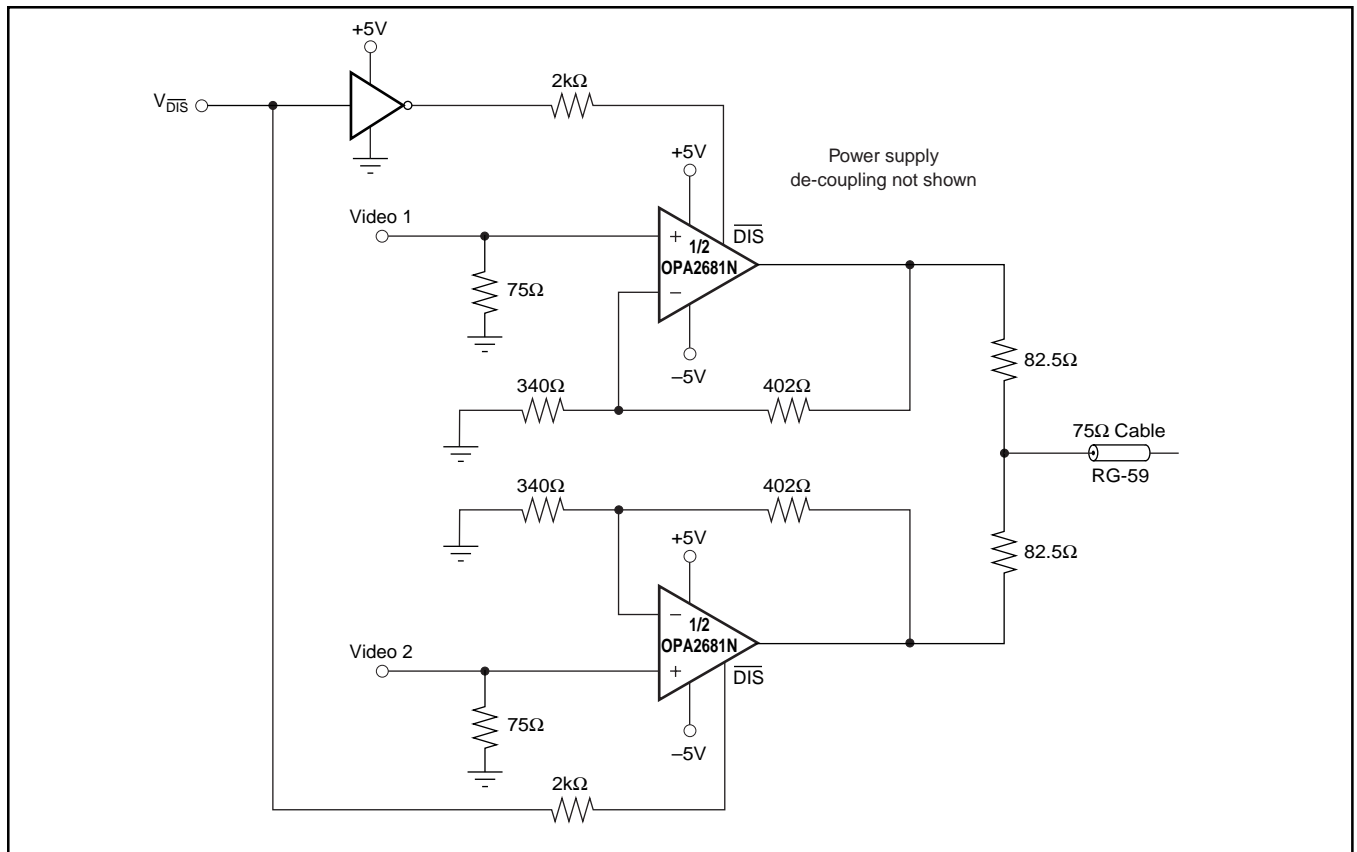 +5V
V
DIS
2kΩ
+5V
Power supply
de-coupling not shown
Video 1
+
1/2
OPA2681N
−
DIS
75Ω
–5V
82.5Ω
340Ω
402Ω
75Ω Cable
RG-59
340Ω
402Ω
82.5Ω
+5V
−
1/2
OPA2681N
+
DIS
Video 2
75Ω
–5V
2kΩ